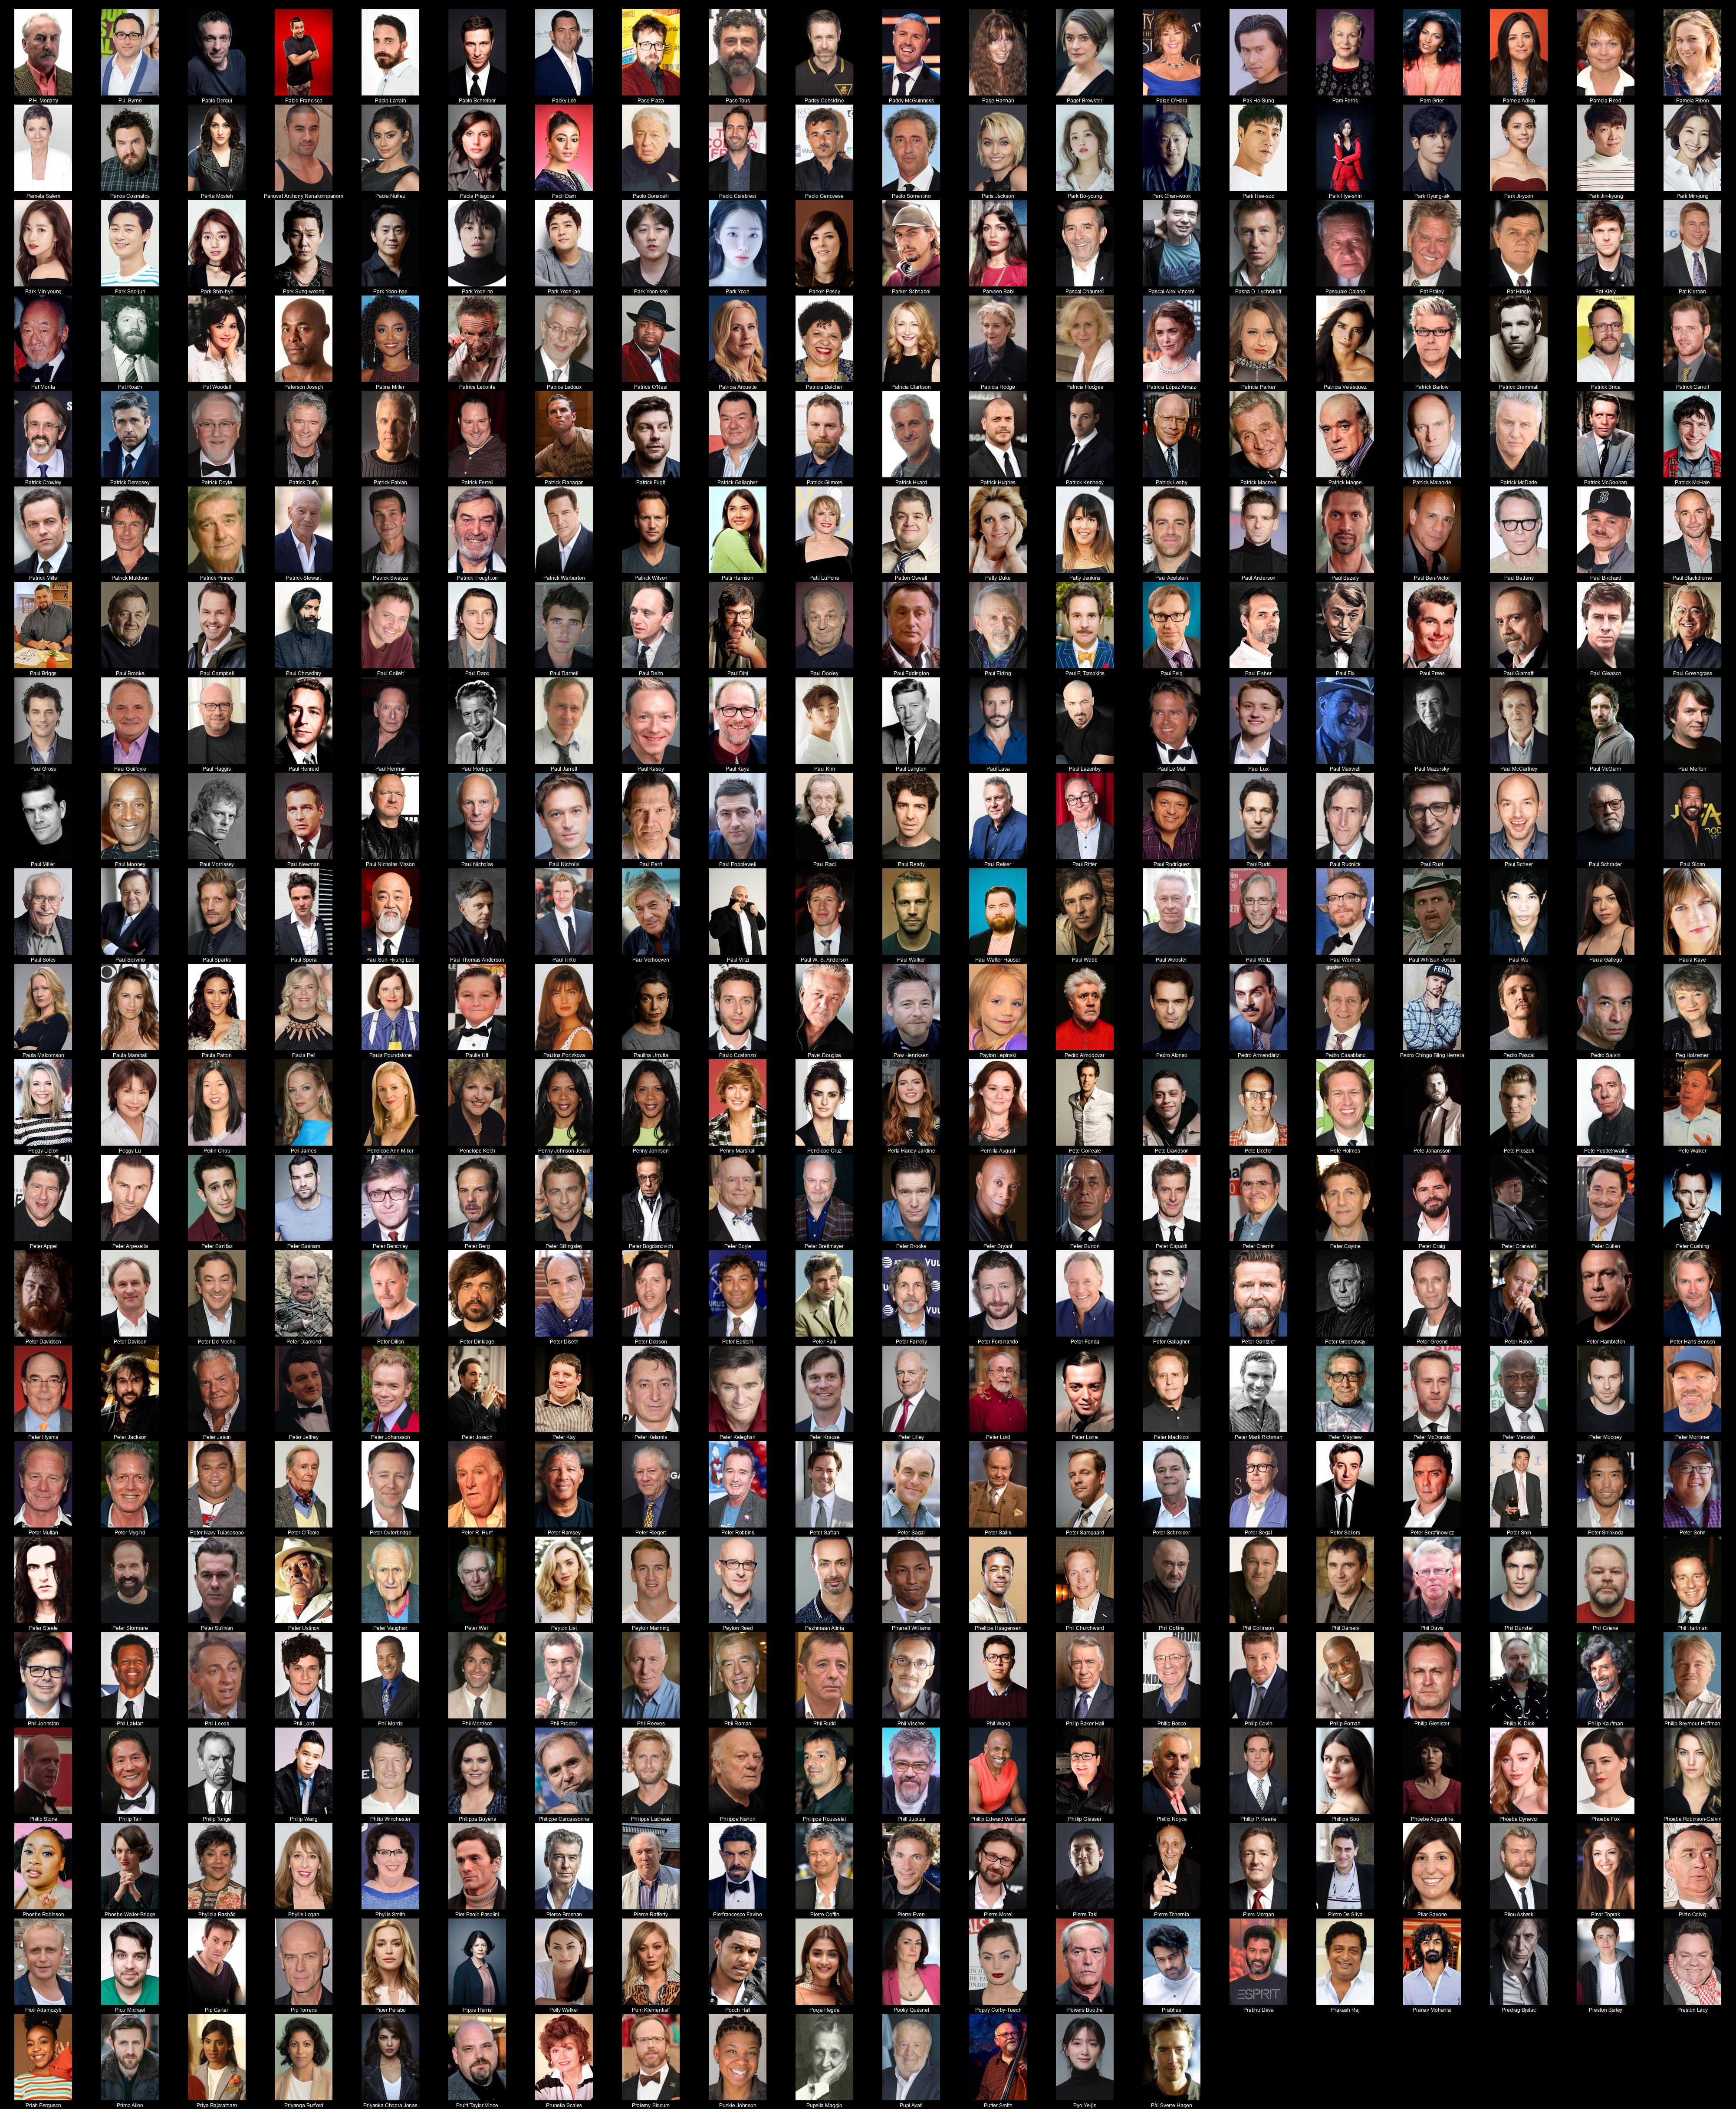 P.H. Moriarty P.J. Byrne Pablo Derqui Pablo Francisco Pablo Larraín Pablo Schreiber Packy Lee Paco Plaza Paco Tous Paddy Considine Paddy McGuinness Page Hannah Paget Brewster Paige O'Hara Pak Ho-Sung Pam Ferris Pam Grier Pamela Adlon Pamela Reed Pamela Ribon
Pamela Salem Panos Cosmatos Panta Mosleh Panuvat Anthony Nanakornpanom Paola Nuñez Paola Pitagora Paoli Dam Paolo Bonacelli Paolo Calabresi Paolo Genovese Paolo Sorrentino Paris Jackson Park Bo-young Park Chan-wook Park Hae-soo Park Hye-shin Park Hyung-sik Park Ji-yoon Park Jin-kyung Park Min-jung
Park Min-young Park Seo-jun Park Shin-hye Park Sung-woong Park Yoon-hee Park Yoon-ho Park Yoon-jae Park Yoon-seo Park Yoon Parker Posey Parker Schnabel Parveen Babi Pascal Chaumeil Pascal-Alex Vincent Pasha D. Lychnikoff Pasquale Cajano Pat Fraley Pat Hingle Pat Kiely Pat Kiernan
Pat Morita Pat Roach Pat Woodell Paterson Joseph Patina Miller Patrice Leconte Patrice Ledoux Patrice O'Neal Patricia Arquette Patricia Belcher Patricia Clarkson Patricia Hodge Patricia Hodges Patricia López Arnaiz Patricia Parker Patricia Velásquez Patrick Barlow Patrick Brammall Patrick Brice Patrick Carroll
Patrick Crowley Patrick Dempsey Patrick Doyle Patrick Duffy Patrick Fabian Patrick Ferrell Patrick Flanagan Patrick Fugit Patrick Gallagher Patrick Gilmore Patrick Huard Patrick Hughes Patrick Kennedy Patrick Leahy Patrick Macnee Patrick Magee Patrick Malahide Patrick McDade Patrick McGoohan Patrick McHale
Patrick Mille Patrick Muldoon Patrick Pinney Patrick Stewart Patrick Swayze Patrick Troughton Patrick Warburton Patrick Wilson Patti Harrison Patti LuPone Patton Oswalt Patty Duke Patty Jenkins Paul Adelstein Paul Anderson Paul Bazely Paul Ben-Victor Paul Bettany Paul Birchard Paul Blackthorne
Paul Briggs Paul Brooke Paul Campbell Paul Chowdhry Paul Collett Paul Dano Paul Darnell Paul Dehn Paul Dini Paul Dooley Paul Eddington Paul Eiding Paul F. Tompkins Paul Feig Paul Fisher Paul Fix Paul Frees Paul Giamatti Paul Gleason Paul Greengrass
Paul Gross Paul Guilfoyle Paul Haggis Paul Henreid Paul Herman Paul Hörbiger Paul Jarrett Paul Kasey Paul Kaye Paul Kim Paul Langton Paul Lasa Paul Lazenby Paul Le Mat Paul Lux Paul Maxwell Paul Mazursky Paul McCartney Paul McGann Paul Merton
Paul Miller Paul Mooney Paul Morrissey Paul Newman Paul Nicholas Mason Paul Nicholas Paul Nicholls Paul Perri Paul Popplewell Paul Raci Paul Ready Paul Reiser Paul Ritter Paul Rodriguez Paul Rudd Paul Rudnick Paul Rust Paul Scheer Paul Schrader Paul Sloan
Paul Soles Paul Sorvino Paul Sparks Paul Spera Paul Sun-Hyung Lee Paul Thomas Anderson Paul Tinto Paul Verhoeven Paul Virzi Paul W. S. Anderson Paul Walker Paul Walter Hauser Paul Webb Paul Webster Paul Weitz Paul Wernick Paul Whitsun-Jones Paul Wu Paula Gallego Paula Kaye
Paula Malcomson Paula Marshall Paula Patton Paula Pell Paula Poundstone Paulie Litt Paulina Porizkova Paulina Urrutia Paulo Costanzo Pavel Douglas Paw Henriksen Payton Lepinski Pedro Almodóvar Pedro Alonso Pedro Armendáriz Pedro Casablanc Pedro Chingo Bling Herrera Pedro Pascal Pedro Salvín Peg Holzemer
Peggy Lipton Peggy Lu Peilin Chou Pell James Penelope Ann Miller Penelope Keith Penny Johnson Jerald Penny Johnson Penny Marshall Penélope Cruz Perla Haney-Jardine Pernilla August Pete Cornsale Pete Davidson Pete Docter Pete Holmes Pete Johansson Pete Ploszek Pete Postlethwaite Pete Walker
Peter Appel Peter Arpesella Peter Banifaz Peter Basham Peter Benchley Peter Berg Peter Billingsley Peter Bogdanovich Peter Boyle Peter Breitmayer Peter Brooke Peter Bryant Peter Burton Peter Capaldi Peter Chernin Peter Coyote Peter Craig Peter Cranwell Peter Cullen Peter Cushing
Peter Davidson Peter Davison Peter Del Vecho Peter Diamond Peter Dillon Peter Dinklage Peter Diseth Peter Dobson Peter Epstein Peter Falk Peter Farrelly Peter Ferdinando Peter Fonda Peter Gallagher Peter Gantzler Peter Greenaway Peter Greene Peter Haber Peter Hambleton Peter Hans Benson
Peter Hyams Peter Jackson Peter Jason Peter Jeffrey Peter Johansson Peter Joseph Peter Kay Peter Kelamis Peter Keleghan Peter Krause Peter Lilley Peter Lord Peter Lorre Peter MacNicol Peter Mark Richman Peter Mayhew Peter McDonald Peter Mensah Peter Mooney Peter Mortimer
Peter Mullan Peter Mygind Peter Navy Tuiasosopo Peter O'Toole Peter Outerbridge Peter R. Hunt Peter Ramsey Peter Riegert Peter Robbins Peter Safran Peter Sagal Peter Sallis Peter Sarsgaard Peter Schneider Peter Segal Peter Sellers Peter Serafinowicz Peter Shin Peter Shinkoda Peter Sohn
Peter Steele Peter Stormare Peter Sullivan Peter Ustinov Peter Vaughan Peter Weir Peyton List Peyton Manning Peyton Reed Pezhmaan Alinia Pharrell Williams Phellipe Haagensen Phil Churchward Phil Collins Phil Collinson Phil Daniels Phil Davis Phil Dunster Phil Grieve Phil Hartman
Phil Johnston Phil LaMarr Phil Leeds Phil Lord Phil Morris Phil Morrison Phil Proctor Phil Reeves Phil Roman Phil Rudd Phil Vischer Phil Wang Philip Baker Hall Philip Bosco Philip Covin Philip Fornah Philip Glenister Philip K. Dick Philip Kaufman Philip Seymour Hoffman
Philip Stone Philip Tan Philip Tonge Philip Wang Philip Winchester Philippa Boyens Philippe Carcassonne Philippe Lacheau Philippe Nahon Philippe Rousselet Phill Jupitus Phillip Edward Van Lear Phillip Glasser Phillip Noyce Phillip P. Keene Phillipa Soo Phoebe Augustine Phoebe Dynevor Phoebe Fox Phoebe Robinson-Galvin
Phoebe Robinson Phoebe Waller-Bridge Phylicia Rashād Phyllis Logan Phyllis Smith Pier Paolo Pasolini Pierce Brosnan Pierce Rafferty Pierfrancesco Favino Pierre Coffin Pierre Even Pierre Morel Pierre Taki Pierre Tchernia Piers Morgan Pietro De Silva Pilar Savone Pilou Asbæk Pinar Toprak Pinto Colvig
Piotr Adamczyk Piotr Michael Pip Carter Pip Torrens Piper Perabo Pippa Harris Polly Walker Pom Klementieff Pooch Hall Pooja Hegde Pooky Quesnel Poppy Corby-Tuech Powers Boothe Prabhas Prabhu Deva Prakash Raj Pranav Mohanlal Predrag Bjelac Preston Bailey Preston Lacy
Priah Ferguson Primo Allon Priya Rajaratnam Priyanga Burford Priyanka Chopra Jonas Pruitt Taylor Vince Prunella Scales Ptolemy Slocum Punkie Johnson Pupella Maggio Pupi Avati Putter Smith Pyo Ye-jin Pål Sverre Hagen